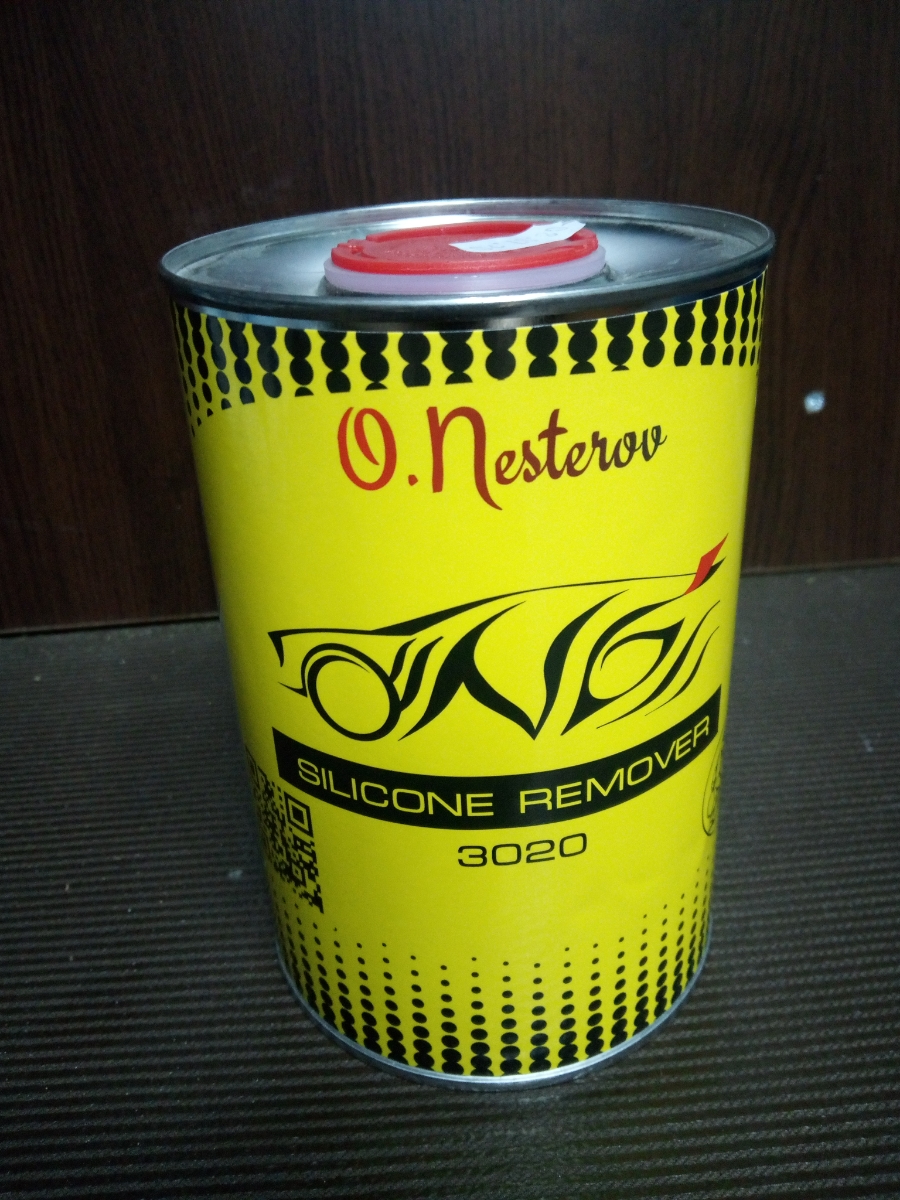 O.Nesterov
SILICONE REMOVER
3020